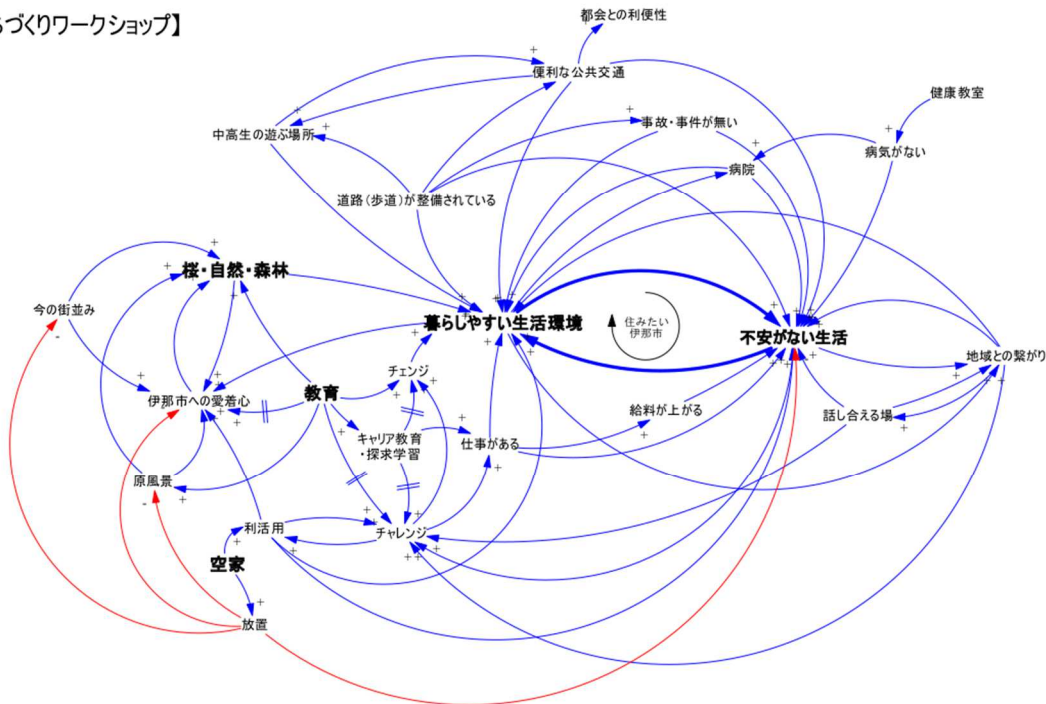 づくりワークショップ】
都会との利便性
便利な公共交通
健康教室
中高生の遊ぶ場所
事故・事件が無い
病気がない
病院
道路（歩道）が整備されている
桜・自然・森林
今の街並み
暮らしやすい生活環境
住みたい
伊那市
不安がない生活
地域との繋がり
チェンジ
教育
伊那市への愛着心
給料が上がる
話し合える場
キャリア教育
・探求学習
仕事がある
原風景
利活用
チャレンジ
空家
放置